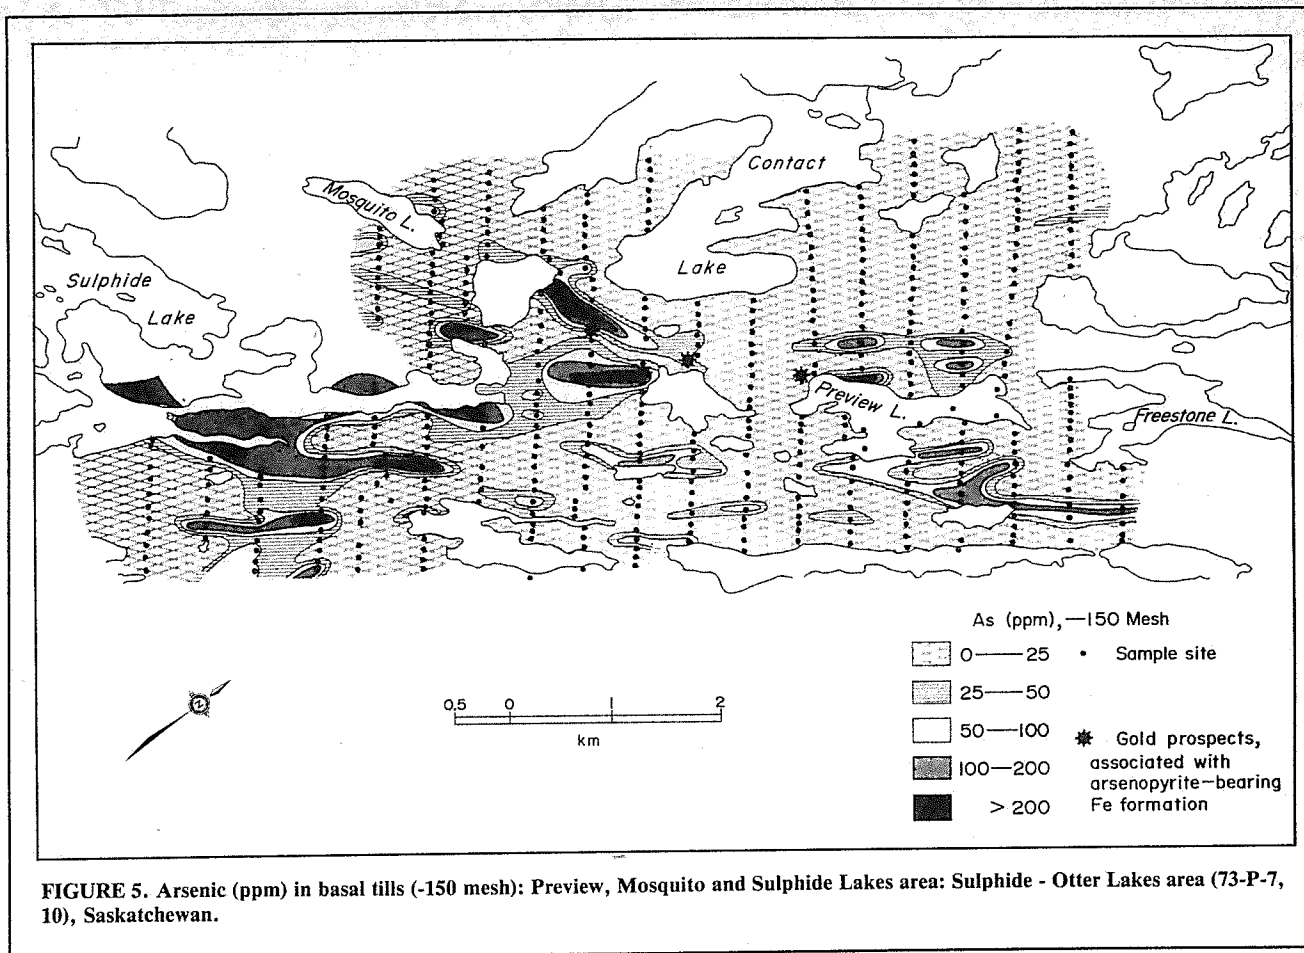 Mosquito L.
Contact
Lake
Sulphide
Lake
Preview L.
Freestone L.
As (ppm), —150 Mesh
0——25 • Sample site
25——50
50——100
100—200
> 200
Gold prospects,
associated with
arsenopyrite—bearing
Fe formation
N
0.5 0 1 2
km
FIGURE 5. Arsenic (ppm) in basal tills (-150 mesh): Preview, Mosquito and Sulphide Lakes area: Sulphide - Otter Lakes area (73-P-7,
10), Saskatchewan.